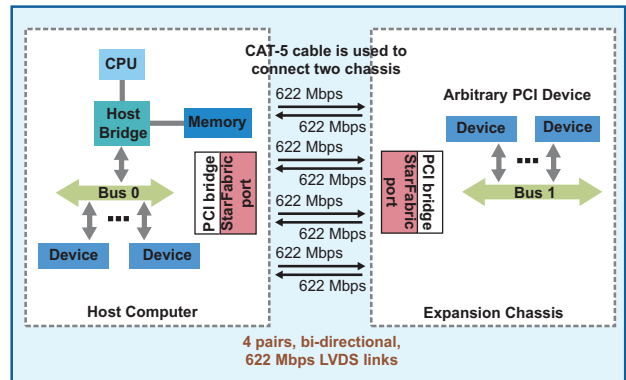 CAT-5 cable is used to
connect two chassis
CPU
Host
Bridge
Memory
Bus 0
Device
Device
PCI bridge
StarFabric
port
Host Computer
622 Mbps
622 Mbps
622 Mbps
622 Mbps
622 Mbps
622 Mbps
622 Mbps
622 Mbps
Arbitrary PCI Device
Device
Device
Bus 1
StarFabric
port
PCI bridge
Expansion Chassis
4 pairs, bi-directional,
622 Mbps LVDS links